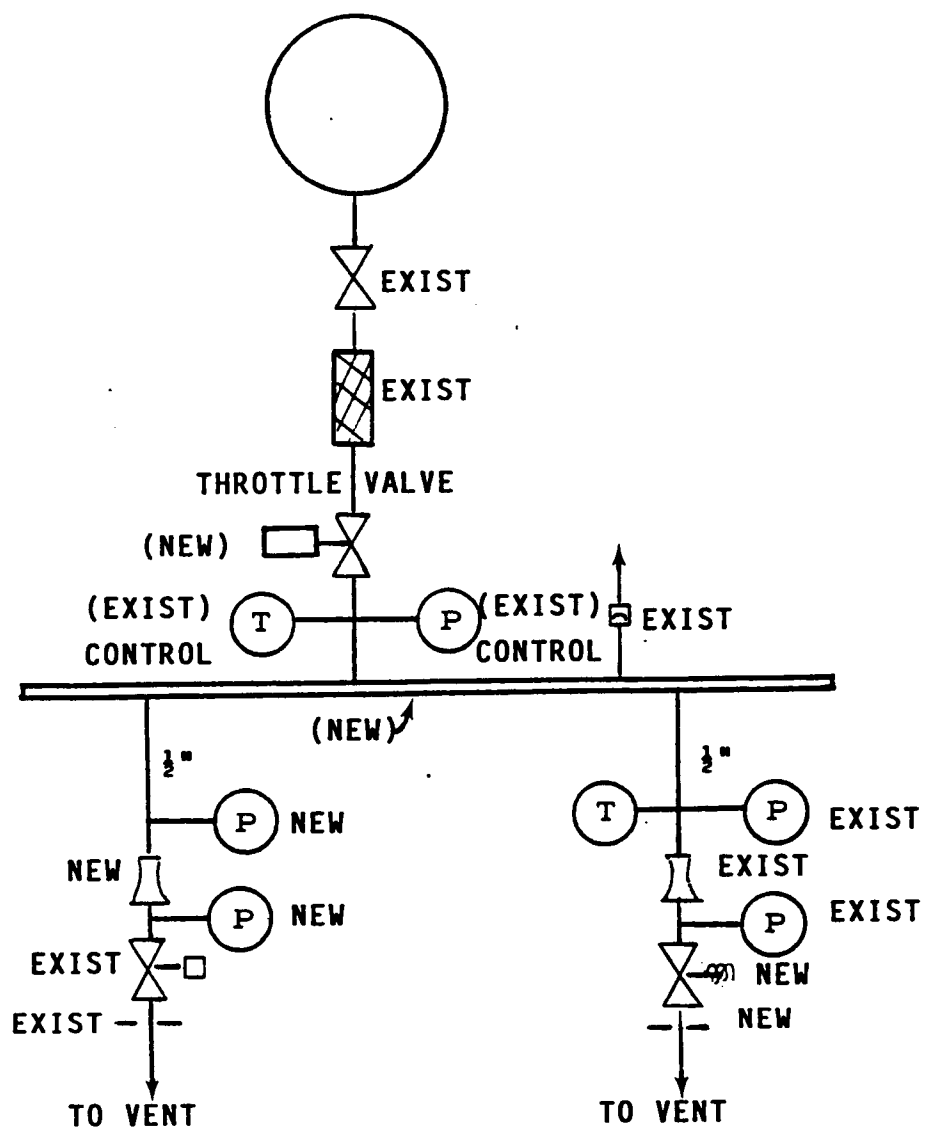 EXIST
EXIST
THROTTLE VALVE
(NEW)
(EXIST)
CONTROL
T
P
(EXIST)
CONTROL
EXIST
(NEW)
½"
½"
P
NEW
T
P
EXIST
NEW
EXIST
P
NEW
P
EXIST
EXIST
NEW
EXIST
NEW
TO VENT
TO VENT